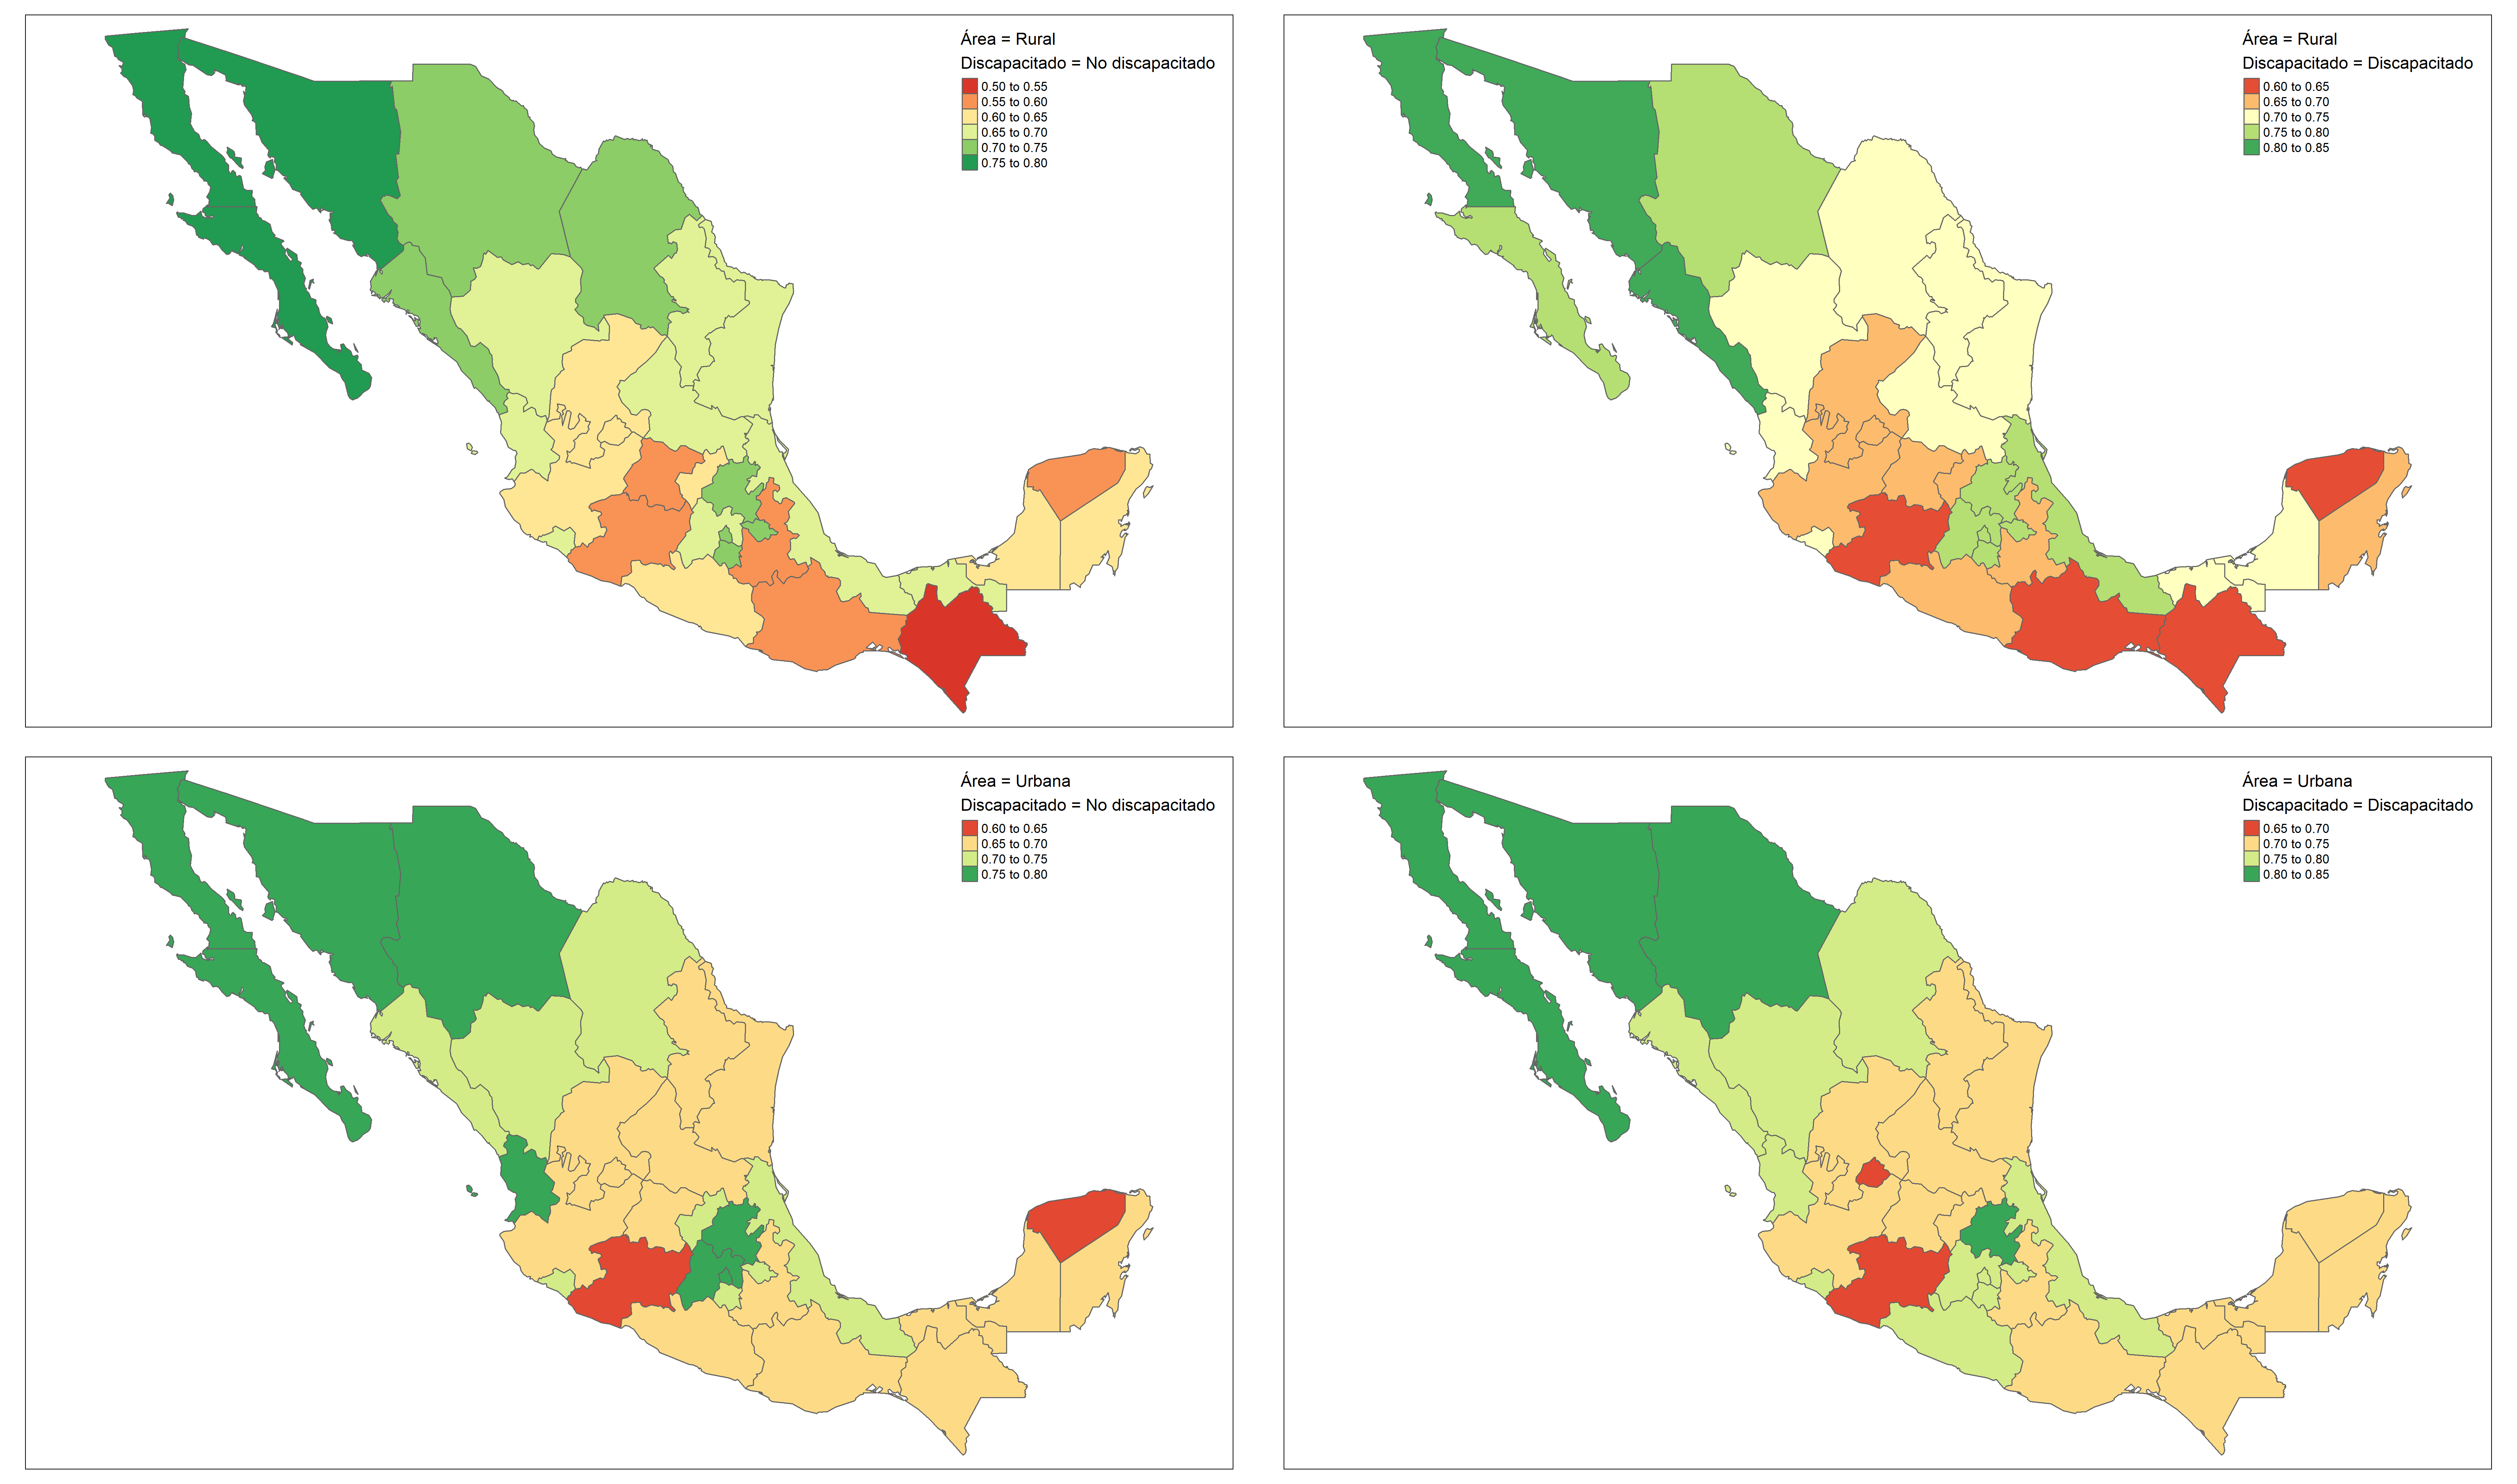 Área = Rural
Discapacitado = No discapacitado
0.50 to 0.55
0.55 to 0.60
0.60 to 0.65
0.65 to 0.70
0.70 to 0.75
0.75 to 0.80
Área = Rural
Discapacitado = Discapacitado
0.60 to 0.65
0.65 to 0.70
0.70 to 0.75
0.75 to 0.80
0.80 to 0.85
Área = Urbana
Discapacitado = No discapacitado
0.60 to 0.65
0.65 to 0.70
0.70 to 0.75
0.75 to 0.80
Área = Urbana
Discapacitado = Discapacitado
0.65 to 0.70
0.70 to 0.75
0.75 to 0.80
0.80 to 0.85